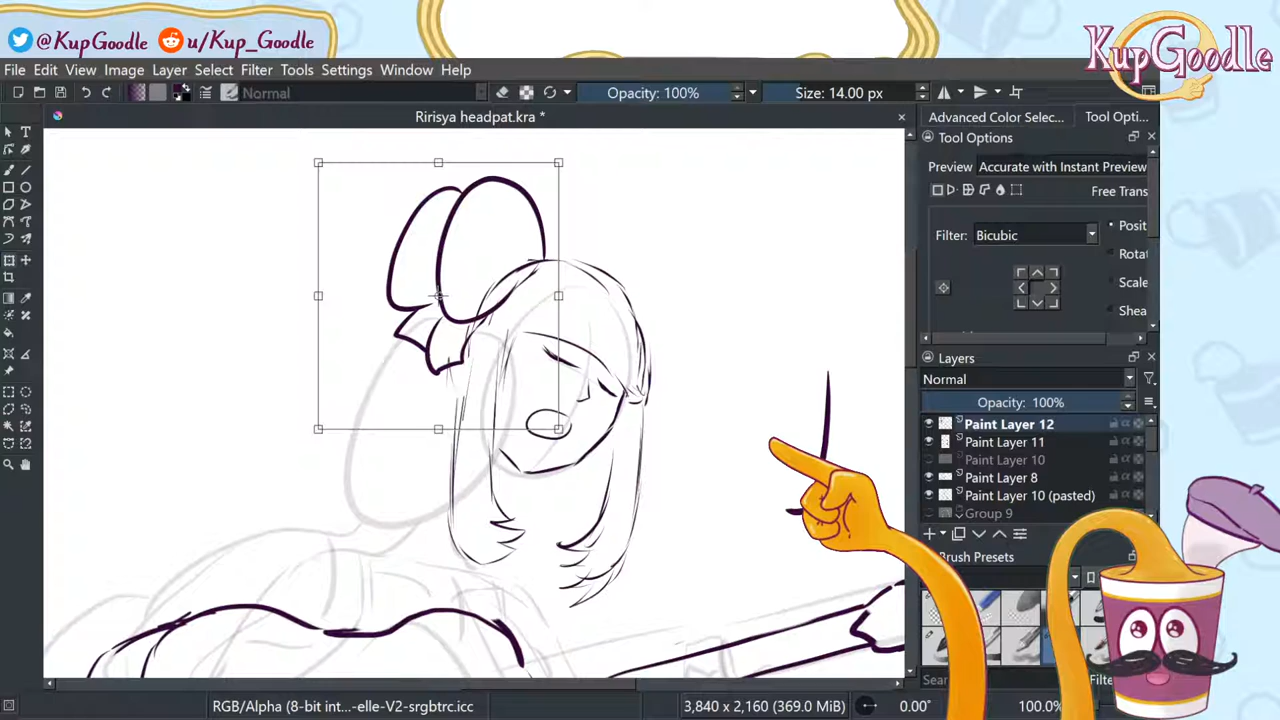 @KupGoodle u/Kup_Goodle
KupGoodle
File Edit View Image Layer Select Filter Tools Settings Window Help
Normal
Opacity: 100%
Size: 14.00 px
Ririsya headpat.kra *
Advanced Color Selec...
Tool Opti...
Tool Options
Preview Accurate with Instant Preview
Free Trans
Filter: Bicubic
Posit
Rota
Scale
Shea
Layers
Normal
Opacity: 100%
Paint Layer 12
Paint Layer 11
Paint Layer 10
Paint Layer 8
Paint Layer 10 (pasted)
Group 9
Brush Presets
Sear
Filte
RGB/Alpha (8-bit int...-elle-V2-srgbtrc.icc
3,840 x 2,160 (369.0 MiB)
0.00°
100.0%